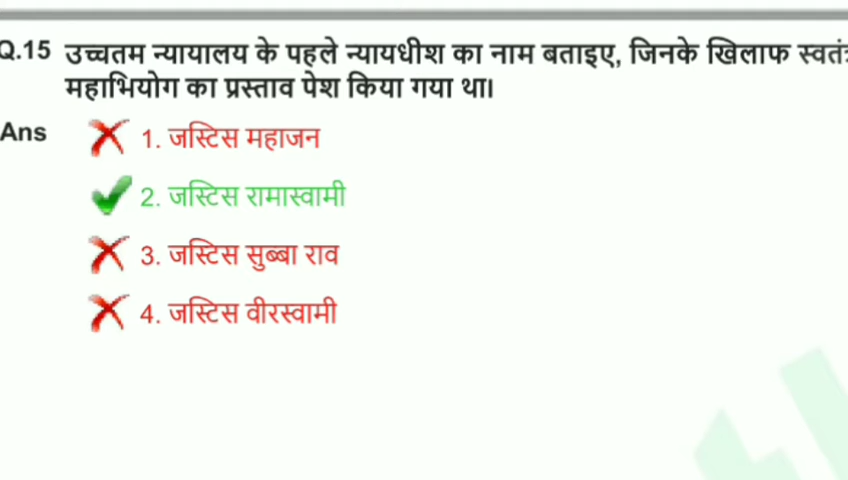 Q.15 उच्चतम न्यायालय के पहले न्यायधीश का नाम बताइए, जिनके खिलाफ
महाभियोग का प्रस्ताव पेश किया गया था।
Ans
1. जस्टिस महाजन
2. जस्टिस रामास्वामी
3. जस्टिस सुब्बा राव
4. जस्टिस वीरस्वामी